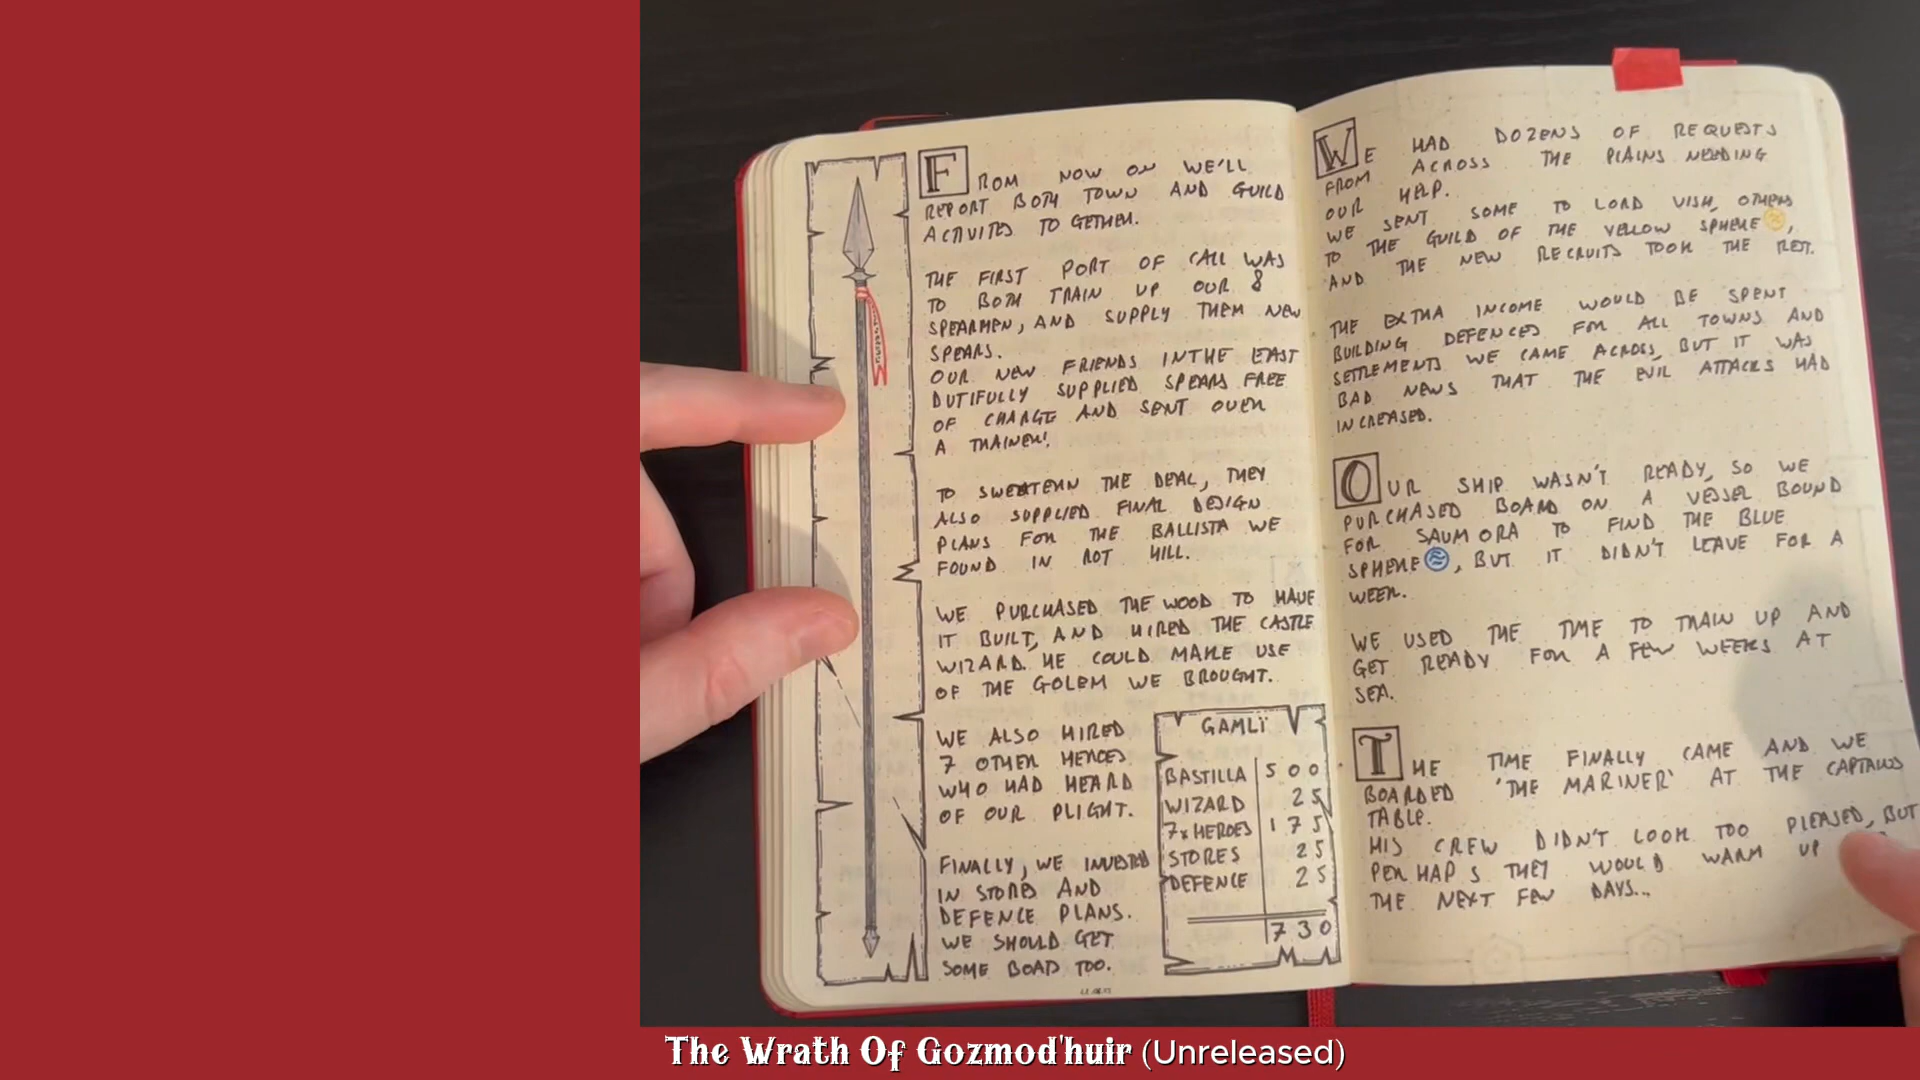 FROM NOW ON WE'LL
REPORT BOTH TOWN AND GUILD
ACTIVITES TO GETHER.
THE FIRST PORT OF CALL WAS
TO BOTH TRAIN UP OUR 8
SPEARMEN, AND SUPPLY THEM NEW
SPEARS.
OUR NEW FRIENDS INTHE EAST
DUTIFULLY SUPPLIED SPEARS FREE
OF CHARGE AND SENT OVER
A TRAINER!
TO SWEETERN THE DEAL, THEY
ALSO SUPPLIED FINAL DESIGN
PLANS FOR THE BALLISTA WE
FOUND IN ROT HILL.
WE PURCHASED THE WOOD TO HAVE
IT BUILT, AND HIRED THE CASTLE
WIZARD. HE COULD MAKE USE
OF THE GOLEM WE BROUGHT.
WE ALSO HIRED
7 OTHER HEROES
WHO HAD HEARD
OF OUR PLIGHT.
FINALLY, WE INVESTED
IN STORES AND
DEFENCE PLANS.
WE SHOULD GET
SOME BOAD TOO.
GAMLÏ
BASTILLA 500
WIZARD 25
7x HEROES 175
STORES 25
DEFENCE 25
730
WE HAD DOZENS OF REQUESTS
FROM ACROSS THE PLAINS NEEDING
OUR HELP.
WE SENT SOME TO LORD VISH, OTHERS
TO THE GUILD OF THE YELLOW SPHERE,
AND THE NEW RECRUITS TOOK THE REST.
THE EXTRA INCOME WOULD BE SPENT
BUILDING DEFENCES FOR ALL TOWNS AND
SETTLEMENTS WE CAME ACROSS, BUT IT WAS
BAD NEWS THAT THE EVIL ATTACKS HAD
INCREASED.
OUR SHIP WASN'T READY, SO WE
PURCHASED BOARD ON A VESSEL BOUND
FOR SAUMORA TO FIND THE BLUE
SPHERE, BUT IT DIDN'T LEAVE FOR A
WEEK.
WE USED THE TIME TO TRAIN UP AND
GET READY FOR A FEW WEEKS AT
SEA.
THE TIME FINALLY CAME AND WE
BOARDED 'THE MARINER' AT THE CAPTAINS
TABLE.
HIS CREW DIDN'T LOOK TOO PLEASED, BUT
PERHAPS THEY WOULD WARM UP
THE NEXT FEW DAYS...
The Wrath Of Gozmod'huir (Unreleased)